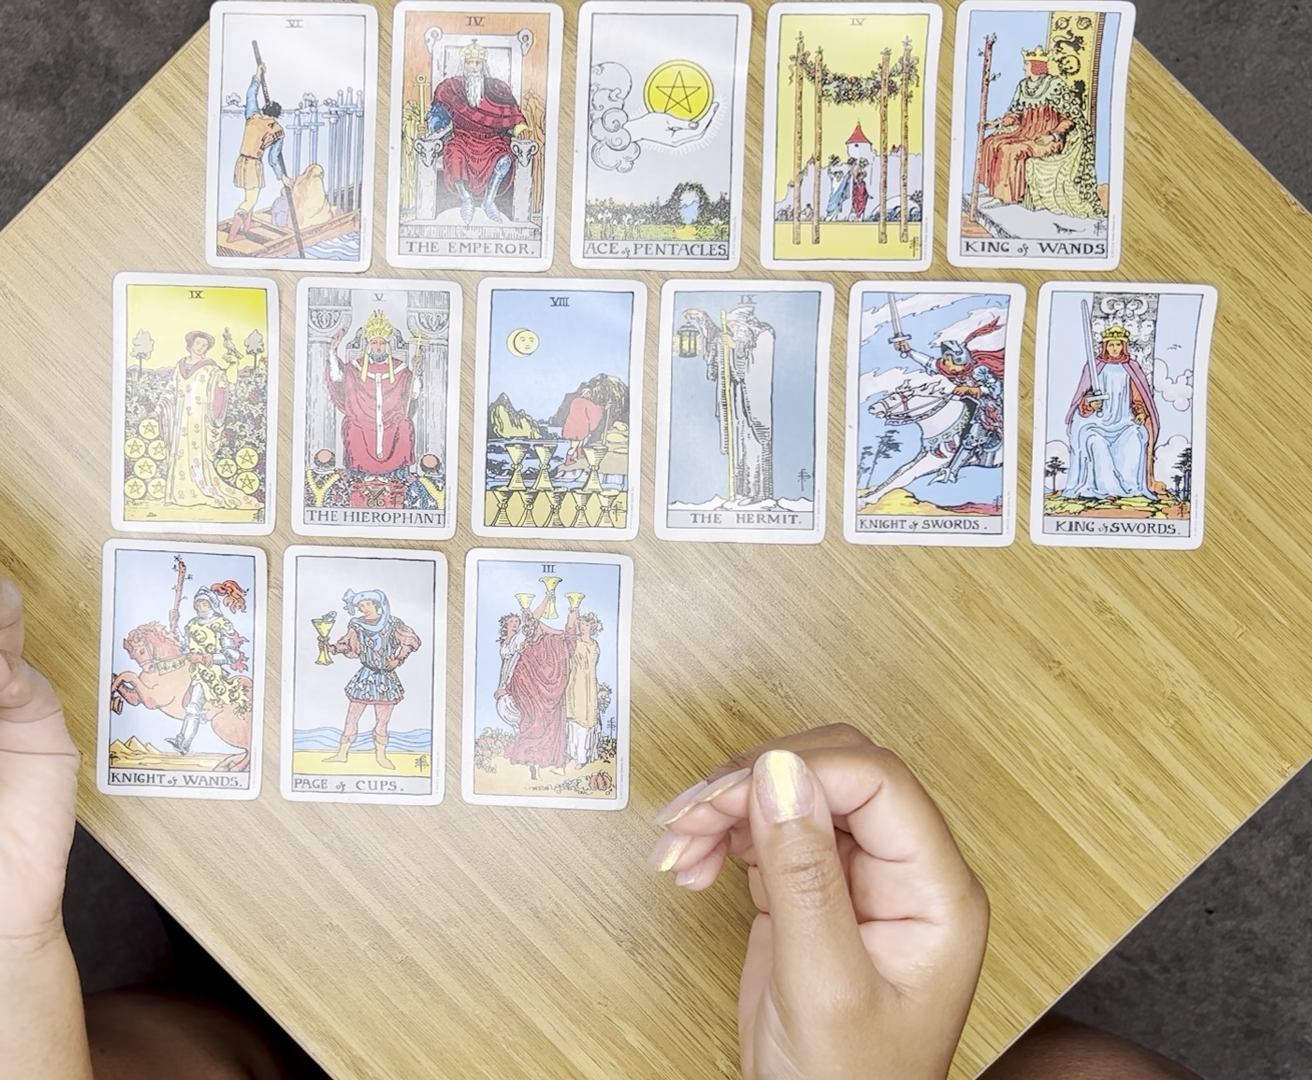 VI
IV
THE EMPEROR.
ACE of PENTACLES.
IV
KING of WANDS
IX
V
THE HIEROPHANT
VIII
IX
THE HERMIT.
KNIGHT of SWORDS.
KING of SWORDS.
KNIGHT of WANDS.
PAGE of CUPS.
III